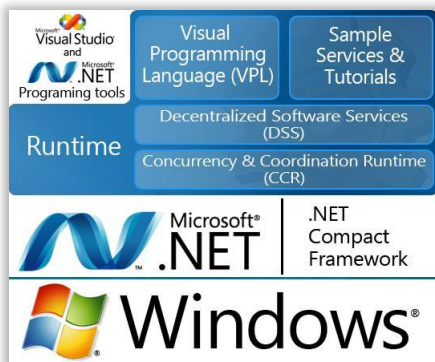 Microsoft®
Visual Studio®
and
Microsoft®
.NET
Programing tools
Visual
Programming
Language (VPL)
Sample
Services &
Tutorials
Runtime
Decentralized Software Services
(DSS)
Concurrency & Coordination Runtime
(CCR)
Microsoft®
.NET
™
.NET
Compact
Framework
Windows®